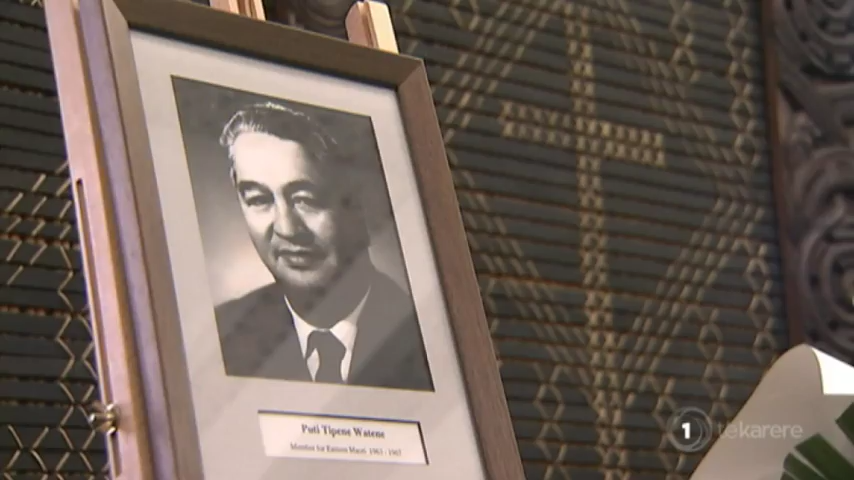 Puti Tipene Watene
Member for Eastern Maori 1963 - 1967
1 tekarere